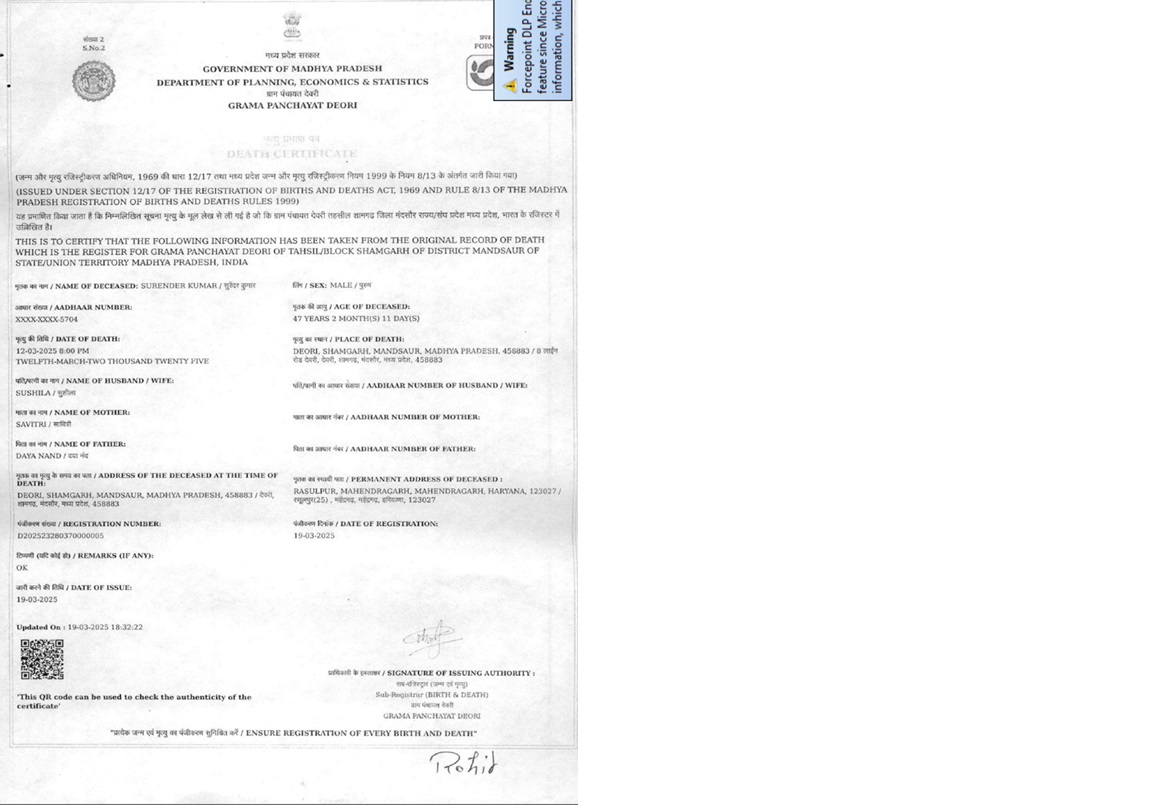 संख्या 2
S.No.2
प्रपत्र
FORM
Warning
Forcepoint DLP End
feature since Micro
information, which
मध्य प्रदेश सरकार
GOVERNMENT OF MADHYA PRADESH
DEPARTMENT OF PLANNING, ECONOMICS & STATISTICS
ग्राम पंचायत देवरी
GRAMA PANCHAYAT DEORI
मृत्यु प्रमाण पत्र
DEATH CERTIFICATE
(जन्म और मृत्यु रजिस्ट्रीकरण अधिनियम, 1969 की धारा 12/17 तथा मध्य प्रदेश जन्म और मृत्यु रजिस्ट्रीकरण नियम 1999 के नियम 8/13 के अंतर्गत जारी किया गया)
(ISSUED UNDER SECTION 12/17 OF THE REGISTRATION OF BIRTHS AND DEATHS ACT, 1969 AND RULE 8/13 OF THE MADHYA
PRADESH REGISTRATION OF BIRTHS AND DEATHS RULES 1999)
यह प्रमाणित किया जाता है कि निम्नलिखित सूचना मृत्यु के मूल लेख से ली गई है जो कि ग्राम पंचायत देवरी तहसील शामगढ़ जिला मंदसौर राज्य/संघ प्रदेश मध्य प्रदेश, भारत के रजिस्टर में
उल्लिखित है।
THIS IS TO CERTIFY THAT THE FOLLOWING INFORMATION HAS BEEN TAKEN FROM THE ORIGINAL RECORD OF DEATH
WHICH IS THE REGISTER FOR GRAMA PANCHAYAT DEORI OF TAHSIL/BLOCK SHAMGARH OF DISTRICT MANDSAUR OF
STATE/UNION TERRITORY MADHYA PRADESH, INDIA
मृतक का नाम / NAME OF DECEASED: SURENDER KUMAR / सुरेंदर कुमार
लिंग / SEX: MALE / पुरुष
आधार संख्या / AADHAAR NUMBER:
XXXX-XXXX-5704
मृतक की आयु / AGE OF DECEASED:
47 YEARS 2 MONTH(S) 11 DAY(S)
मृत्यु की तिथि / DATE OF DEATH:
12-03-2025 8:00 PM
TWELFTH-MARCH-TWO THOUSAND TWENTY FIVE
मृत्यु का स्थान / PLACE OF DEATH:
DEORI, SHAMGARH, MANDSAUR, MADHYA PRADESH, 458883 / 8 लाईन
रोड देवरी, देवरी, शामगढ़, मंदसौर, मध्य प्रदेश, 458883
पति/पत्नी का नाम / NAME OF HUSBAND / WIFE:
SUSHILA / सुशीला
पति/पत्नी का आधार संख्या / AADHAAR NUMBER OF HUSBAND / WIFE:
माता का नाम / NAME OF MOTHER:
SAVITRI / सावित्री
माता का आधार नंबर / AADHAAR NUMBER OF MOTHER:
पिता का नाम / NAME OF FATHER:
DAYA NAND / दया नंद
पिता का आधार नंबर / AADHAAR NUMBER OF FATHER:
मृतक का मृत्यु के समय का पता / ADDRESS OF THE DECEASED AT THE TIME OF
DEATH:
DEORI, SHAMGARH, MANDSAUR, MADHYA PRADESH, 458883 / देवरी,
शामगढ़, मंदसौर, मध्य प्रदेश, 458883
मृतक का स्थायी पता / PERMANENT ADDRESS OF DECEASED :
RASULPUR, MAHENDRAGARH, MAHENDRAGARH, HARYANA, 123027 /
रसूलपुर(25) , महेंद्रगढ़, महेंद्रगढ़, हरियाणा, 123027
पंजीकरण संख्या / REGISTRATION NUMBER:
D202523280370000005
पंजीकरण दिनांक / DATE OF REGISTRATION:
19-03-2025
टिप्पणी (यदि कोई हो) / REMARKS (IF ANY):
OK
जारी करने की तिथि / DATE OF ISSUE:
19-03-2025
Updated On : 19-03-2025 18:32:22
"This QR code can be used to check the authenticity of the
certificate"
प्राधिकारी के हस्ताक्षर / SIGNATURE OF ISSUING AUTHORITY :
उप-रजिस्ट्रार (जन्म एवं मृत्यु)
Sub-Registrar (BIRTH & DEATH)
ग्राम पंचायत देवरी
GRAMA PANCHAYAT DEORI
"प्रत्येक जन्म एवं मृत्यु का पंजीकरण सुनिश्चित करें / ENSURE REGISTRATION OF EVERY BIRTH AND DEATH"
Rohit